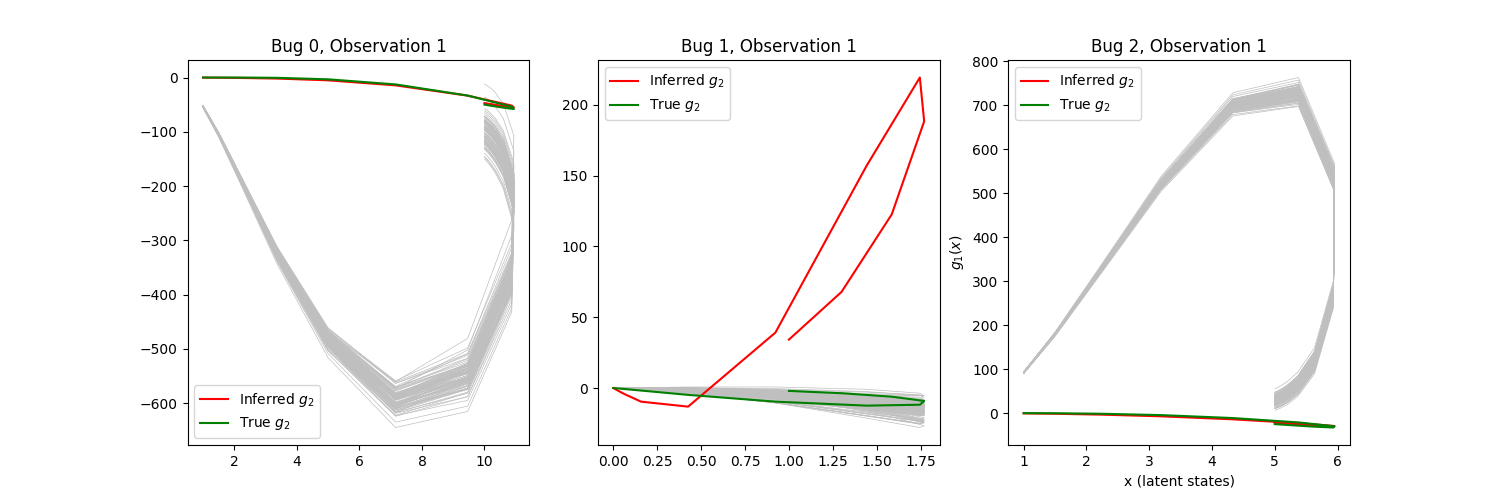 Bug 0, Observation 1
0
−100
−200
−300
−400
−500
−600
2 4 6 8 10
Inferred g₂
True g₂
Bug 1, Observation 1
200
150
100
50
0
0.00 0.25 0.50 0.75 1.00 1.25 1.50 1.75
Inferred g₂
True g₂
Bug 2, Observation 1
800
700
600
500
400
300
200
100
0
1 2 3 4 5 6
Inferred g₂
True g₂
g₁(x)
x (latent states)